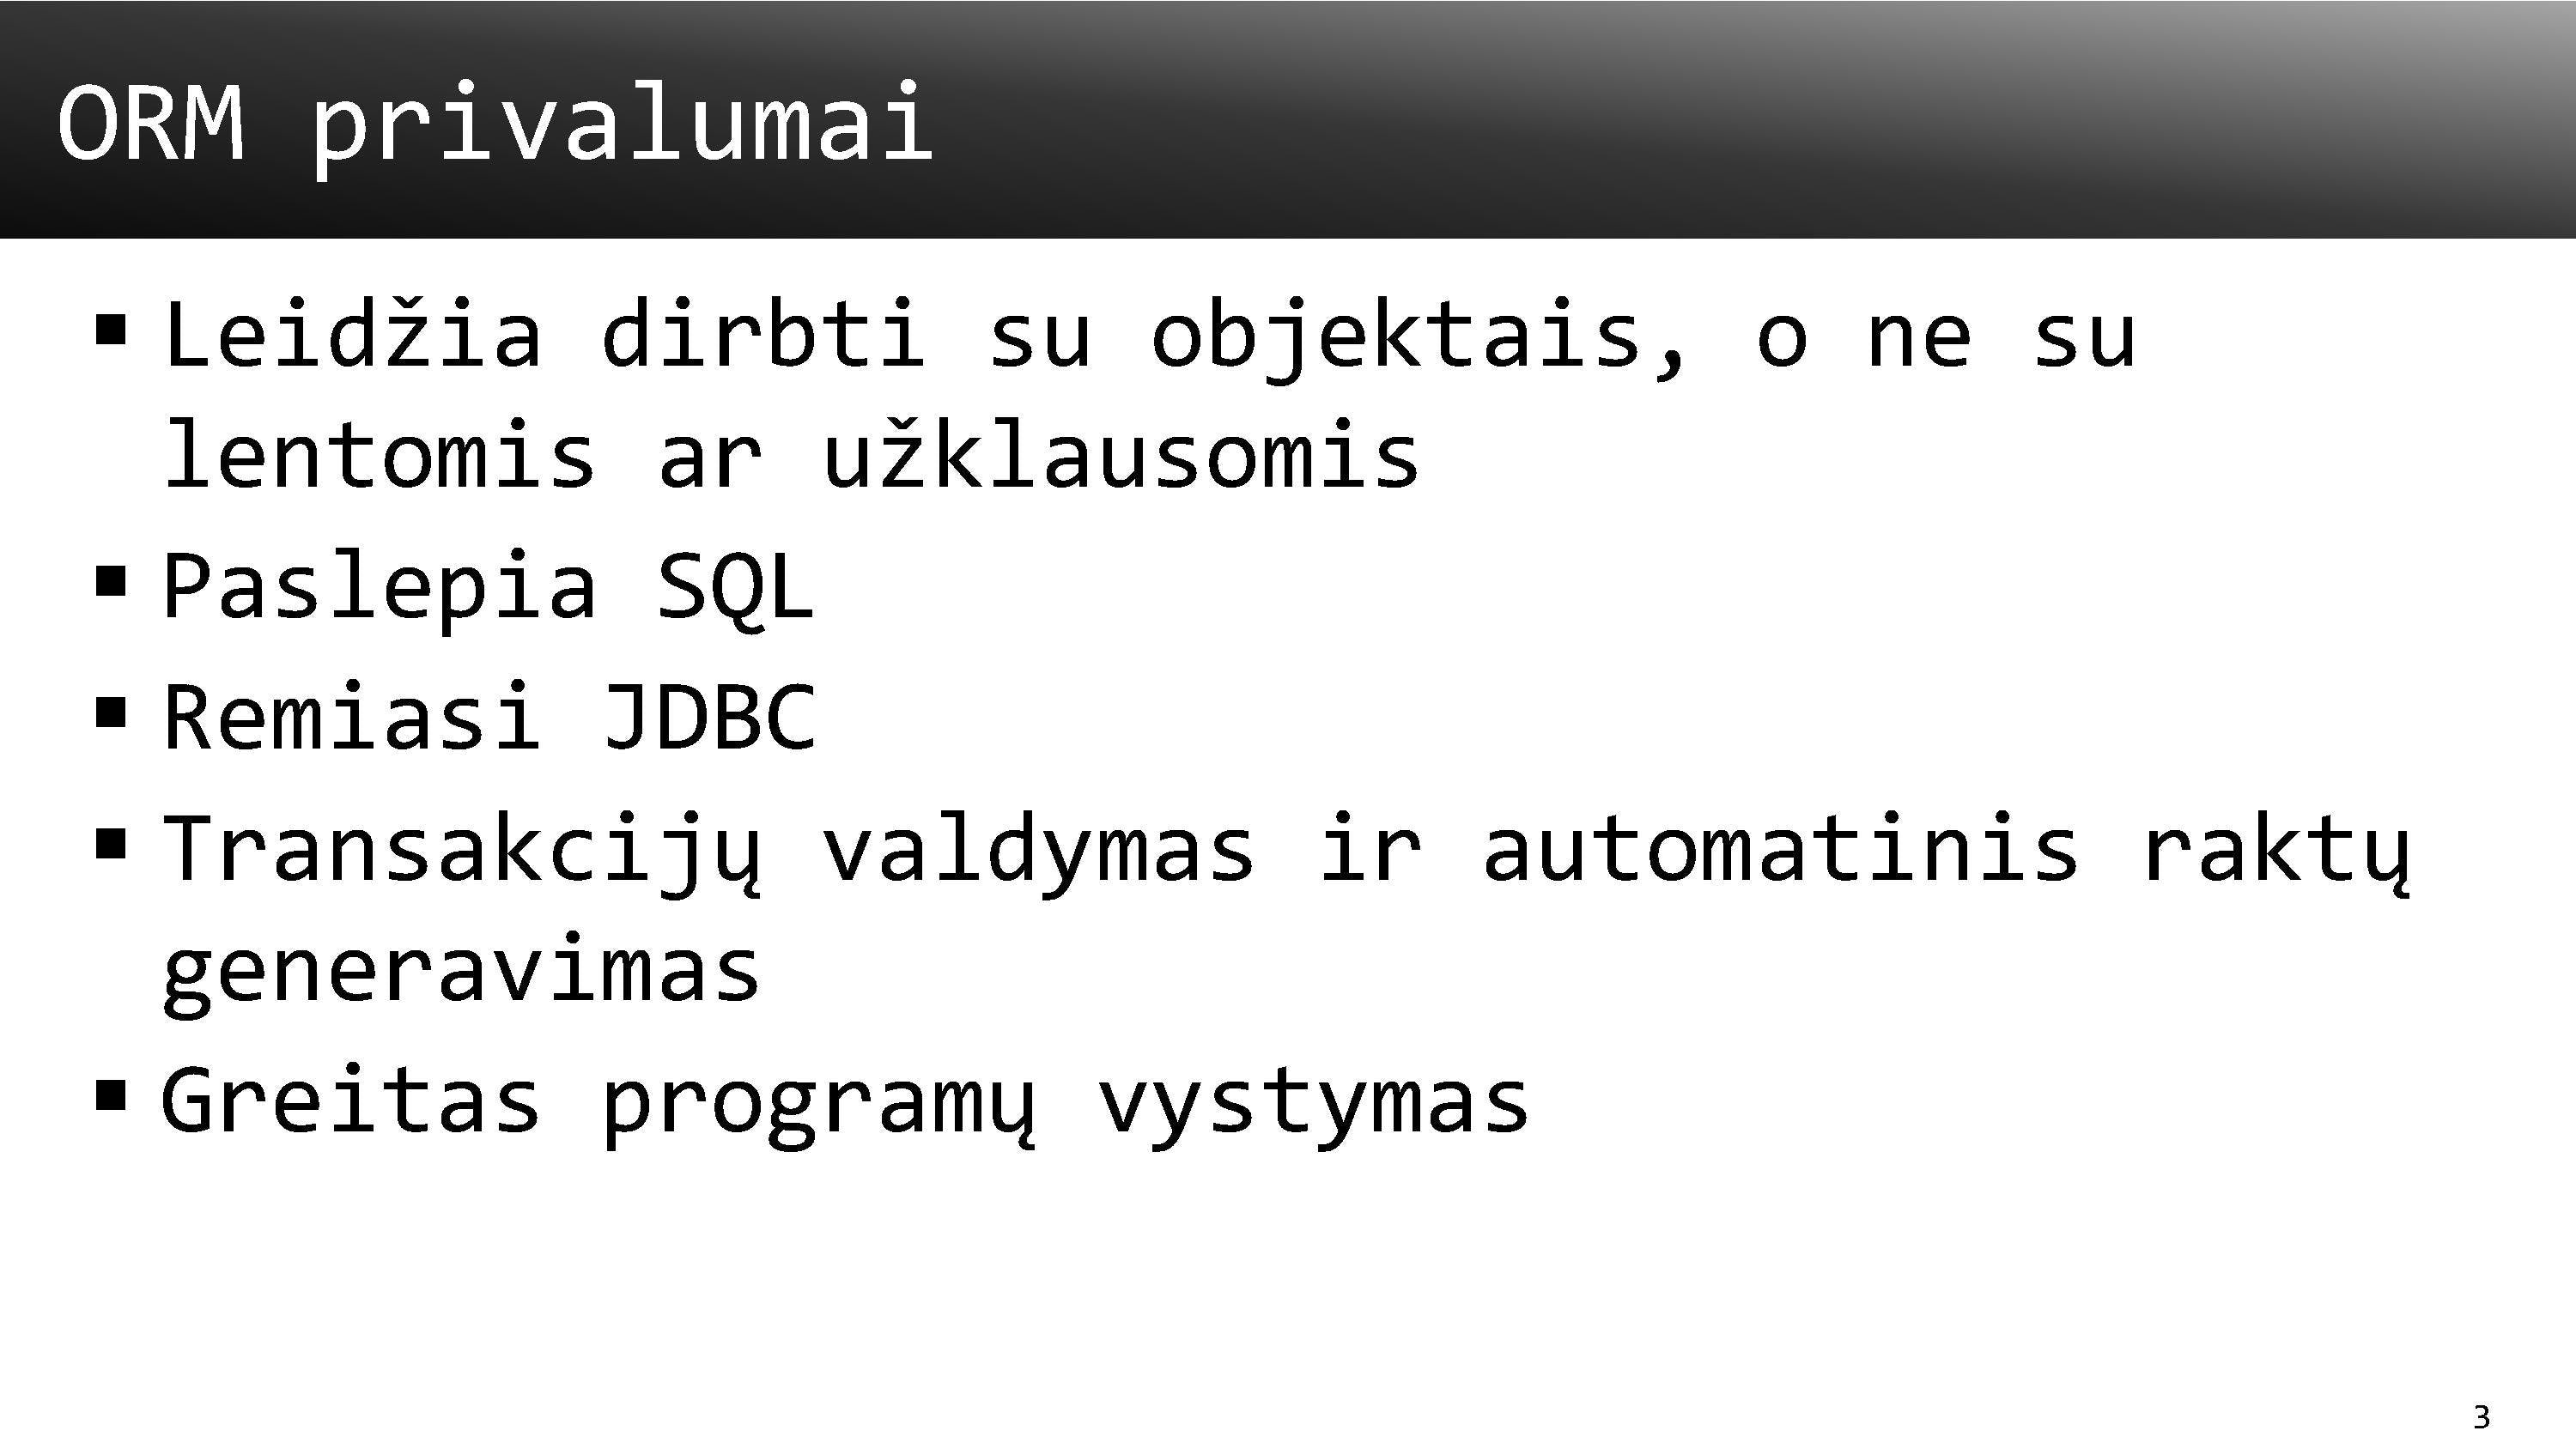 ORM privalumai
▪ Leidžia dirbti su objektais, o ne su
lentomis ar užklausomis
▪ Paslepia SQL
▪ Remiasi JDBC
▪ Transakcijų valdymas ir automatinis raktų
generavimas
▪ Greitas programų vystymas
3